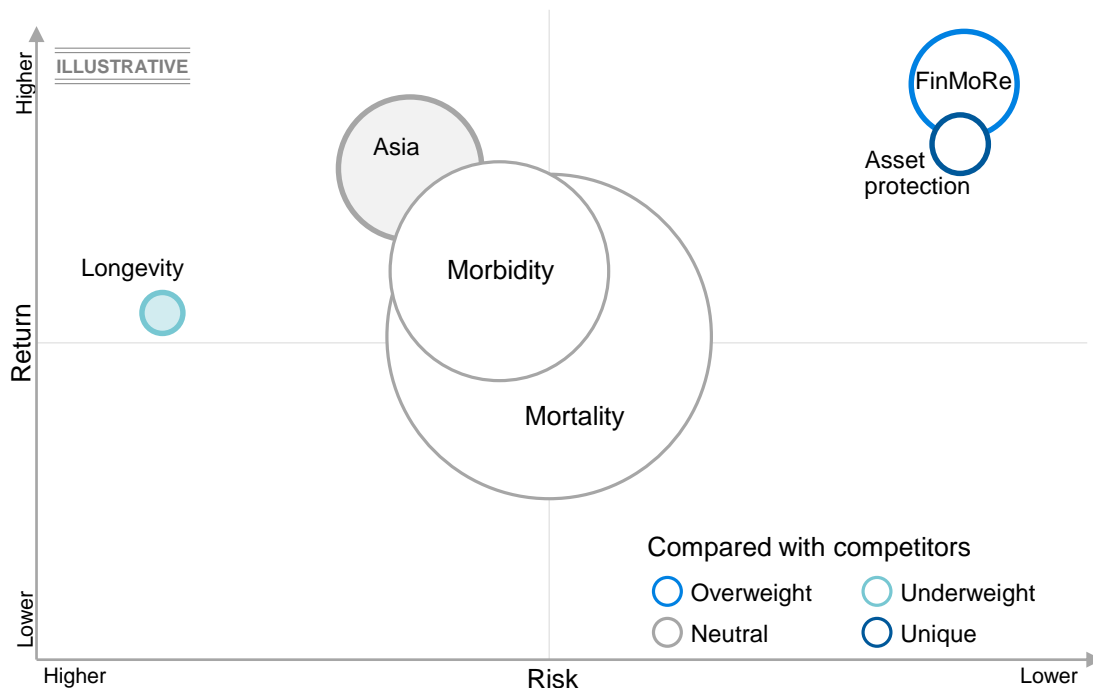 Higher
ILLUSTRATIVE
FinMoRe
Asia
Asset
protection
Longevity
Morbidity
Return
Mortality
Compared with competitors
Overweight
Underweight
Neutral
Unique
Lower
Higher
Risk
Lower